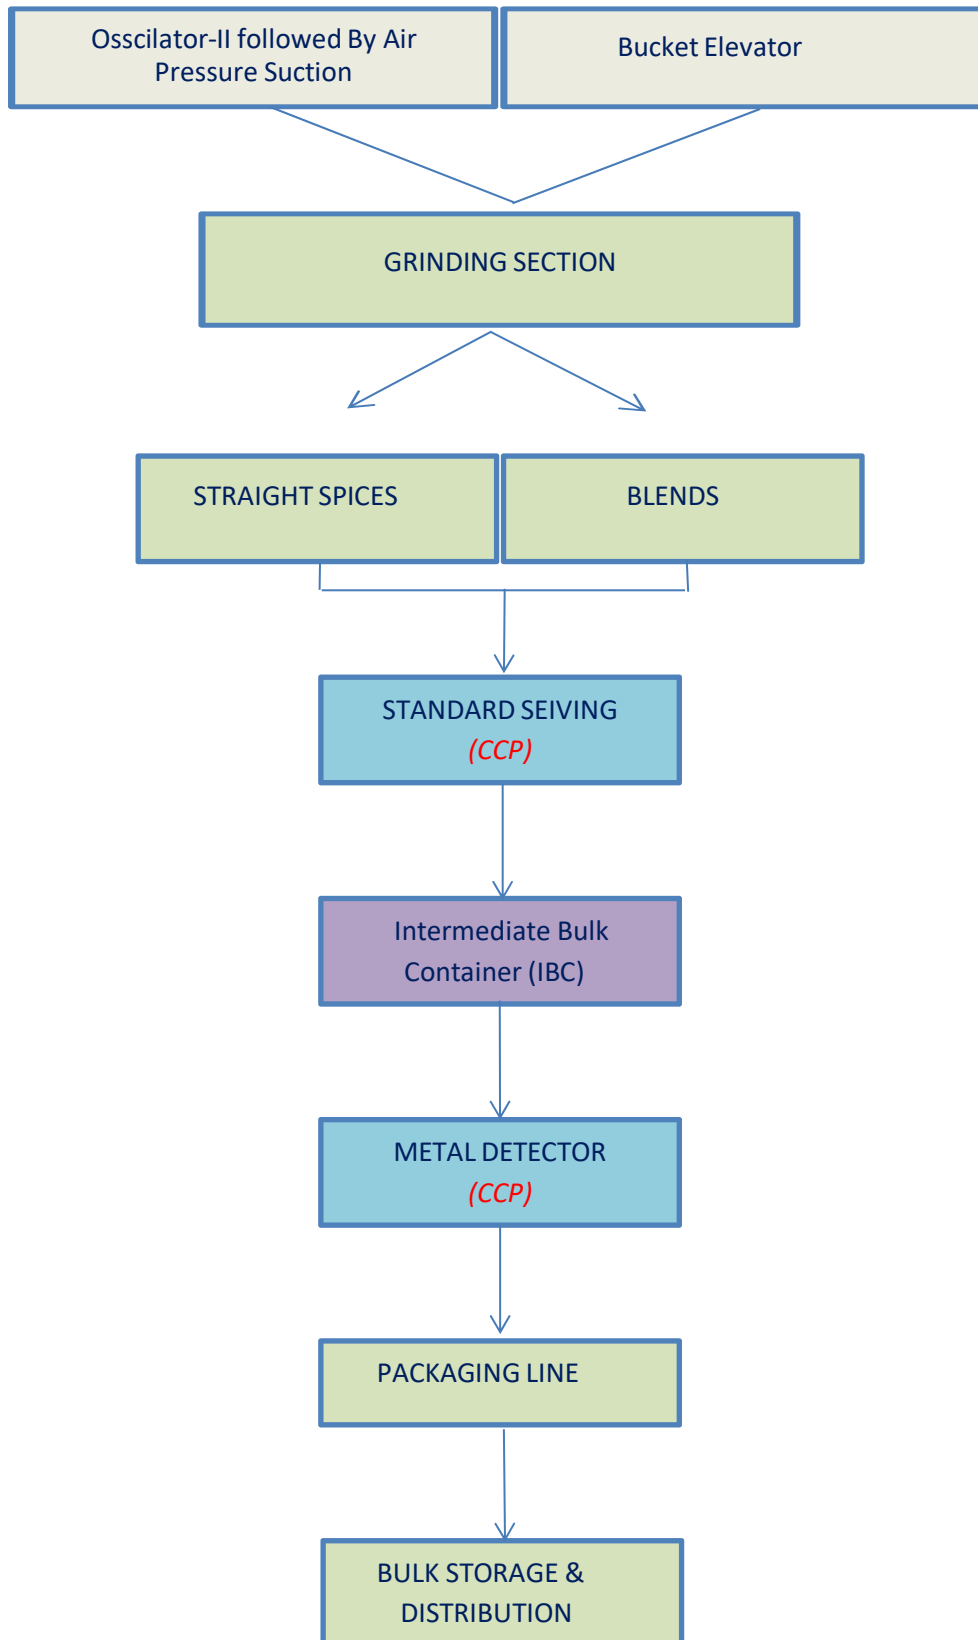 Osscilator-II followed By Air
Pressure Suction
Bucket Elevator
GRINDING SECTION
STRAIGHT SPICES
BLENDS
STANDARD SEIVING
(CCP)
Intermediate Bulk
Container (IBC)
METAL DETECTOR
(CCP)
PACKAGING LINE
BULK STORAGE &
DISTRIBUTION